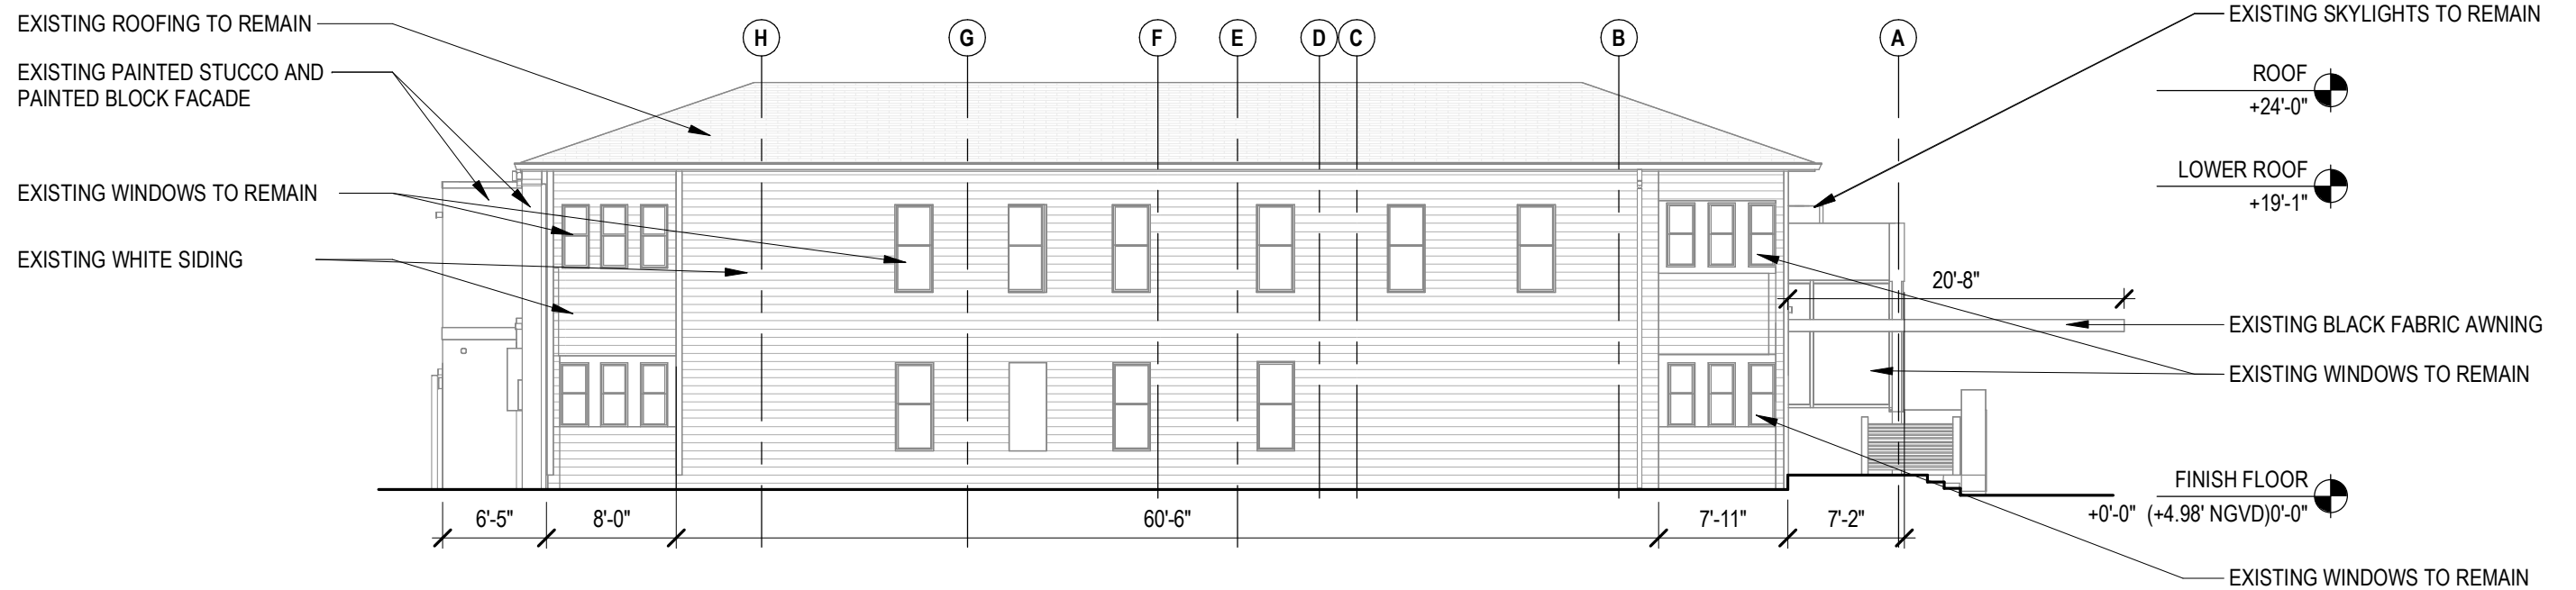 EXISTING ROOFING TO REMAIN
EXISTING PAINTED STUCCO AND
PAINTED BLOCK FACADE
EXISTING WINDOWS TO REMAIN
EXISTING WHITE SIDING
H
G
F
E
D
C
B
A
EXISTING SKYLIGHTS TO REMAIN
ROOF
+24'-0"
LOWER ROOF
+19'-1"
20'-8"
EXISTING BLACK FABRIC AWNING
EXISTING WINDOWS TO REMAIN
FINISH FLOOR
+0'-0" (+4.98' NGVD)0'-0"
6'-5"
8'-0"
60'-6"
7'-11"
7'-2"
EXISTING WINDOWS TO REMAIN